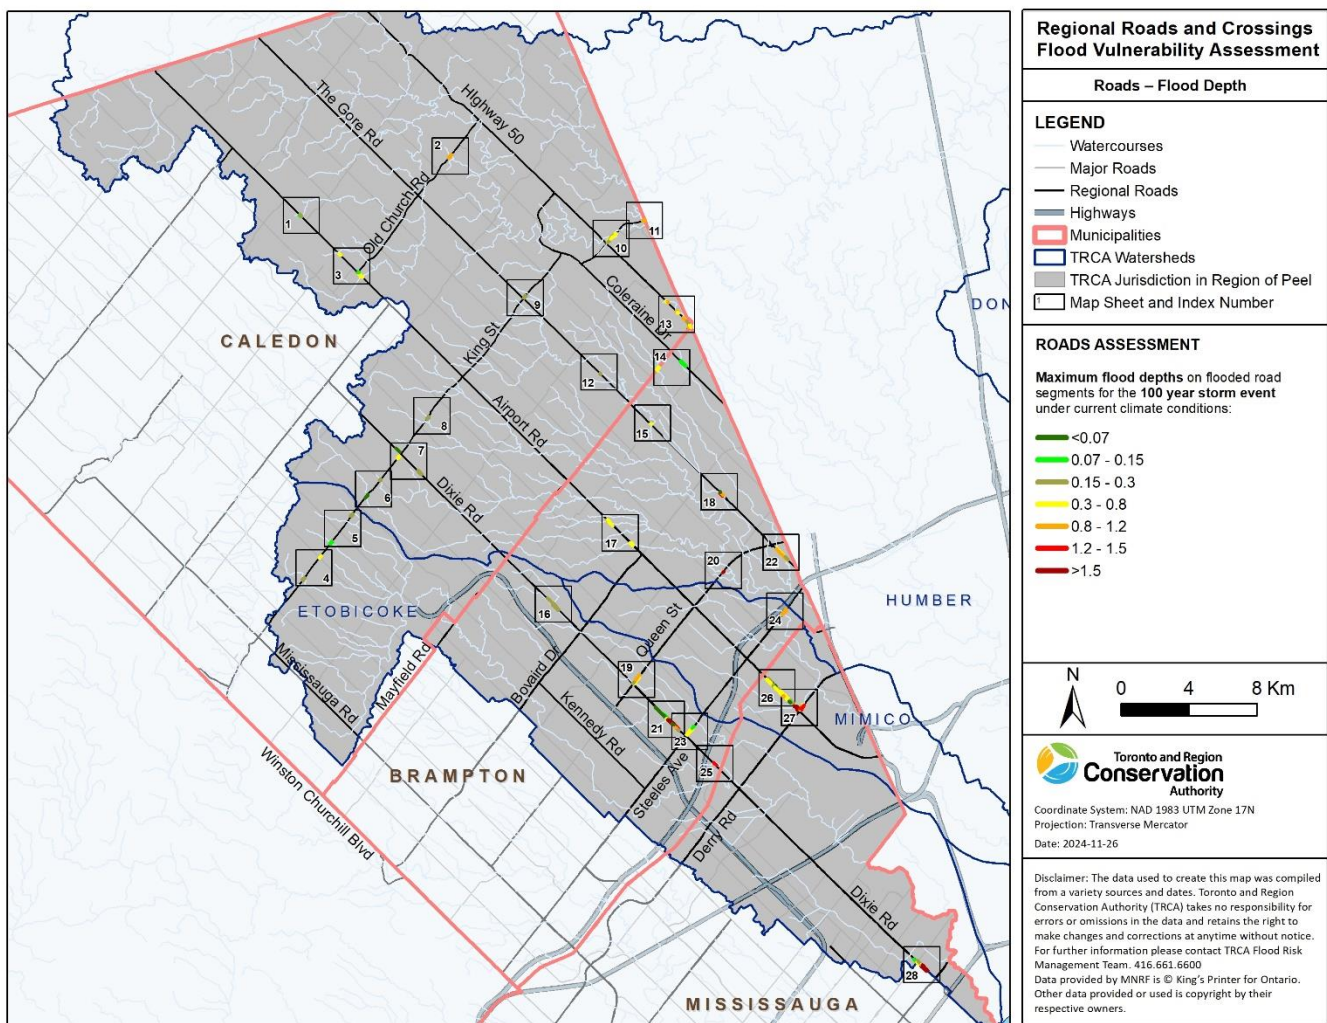 Regional Roads and Crossings
Flood Vulnerability Assessment
Roads – Flood Depth
LEGEND
Watercourses
Major Roads
Regional Roads
Highways
Municipalities
TRCA Watersheds
TRCA Jurisdiction in Region of Peel
1
Map Sheet and Index Number
ROADS ASSESSMENT
Maximum flood depths on flooded road
segments for the 100 year storm event
under current climate conditions:
<0.07
0.07 - 0.15
0.15 - 0.3
0.3 - 0.8
0.8 - 1.2
1.2 - 1.5
>1.5
N
0 4 8 Km
Toronto and Region
Conservation
Authority
Coordinate System: NAD 1983 UTM Zone 17N
Projection: Transverse Mercator
Date: 2024-11-26
Disclaimer: The data used to create this map was compiled
from a variety sources and dates. Toronto and Region
Conservation Authority (TRCA) takes no responsibility for
errors or omissions in the data and retains the right to
make changes and corrections at anytime without notice.
For further information please contact TRCA Flood Risk
Management Team. 416.661.6600
Data provided by MNRF is © King's Printer for Ontario.
Other data provided or used is copyright by their
respective owners.
The Gore Rd
HIghway 50
2
Old Church Rd
1
3
10
11
9
Coleraine Dr
13
DON
CALEDON
King St
14
12
Airport Rd
8
15
7
6
Dixie Rd
5
18
17
4
20
22
ETOBICOKE
16
HUMBER
24
Queen St
Mississauga Rd
Mayfield Rd
Bovaird Dr
19
26
27
MIMICO
Kennedy Rd
21
23
Winston Churchill Blvd
BRAMPTON
Steeles Ave
25
Derry Rd
Dixie Rd
28
MISSISSAUGA